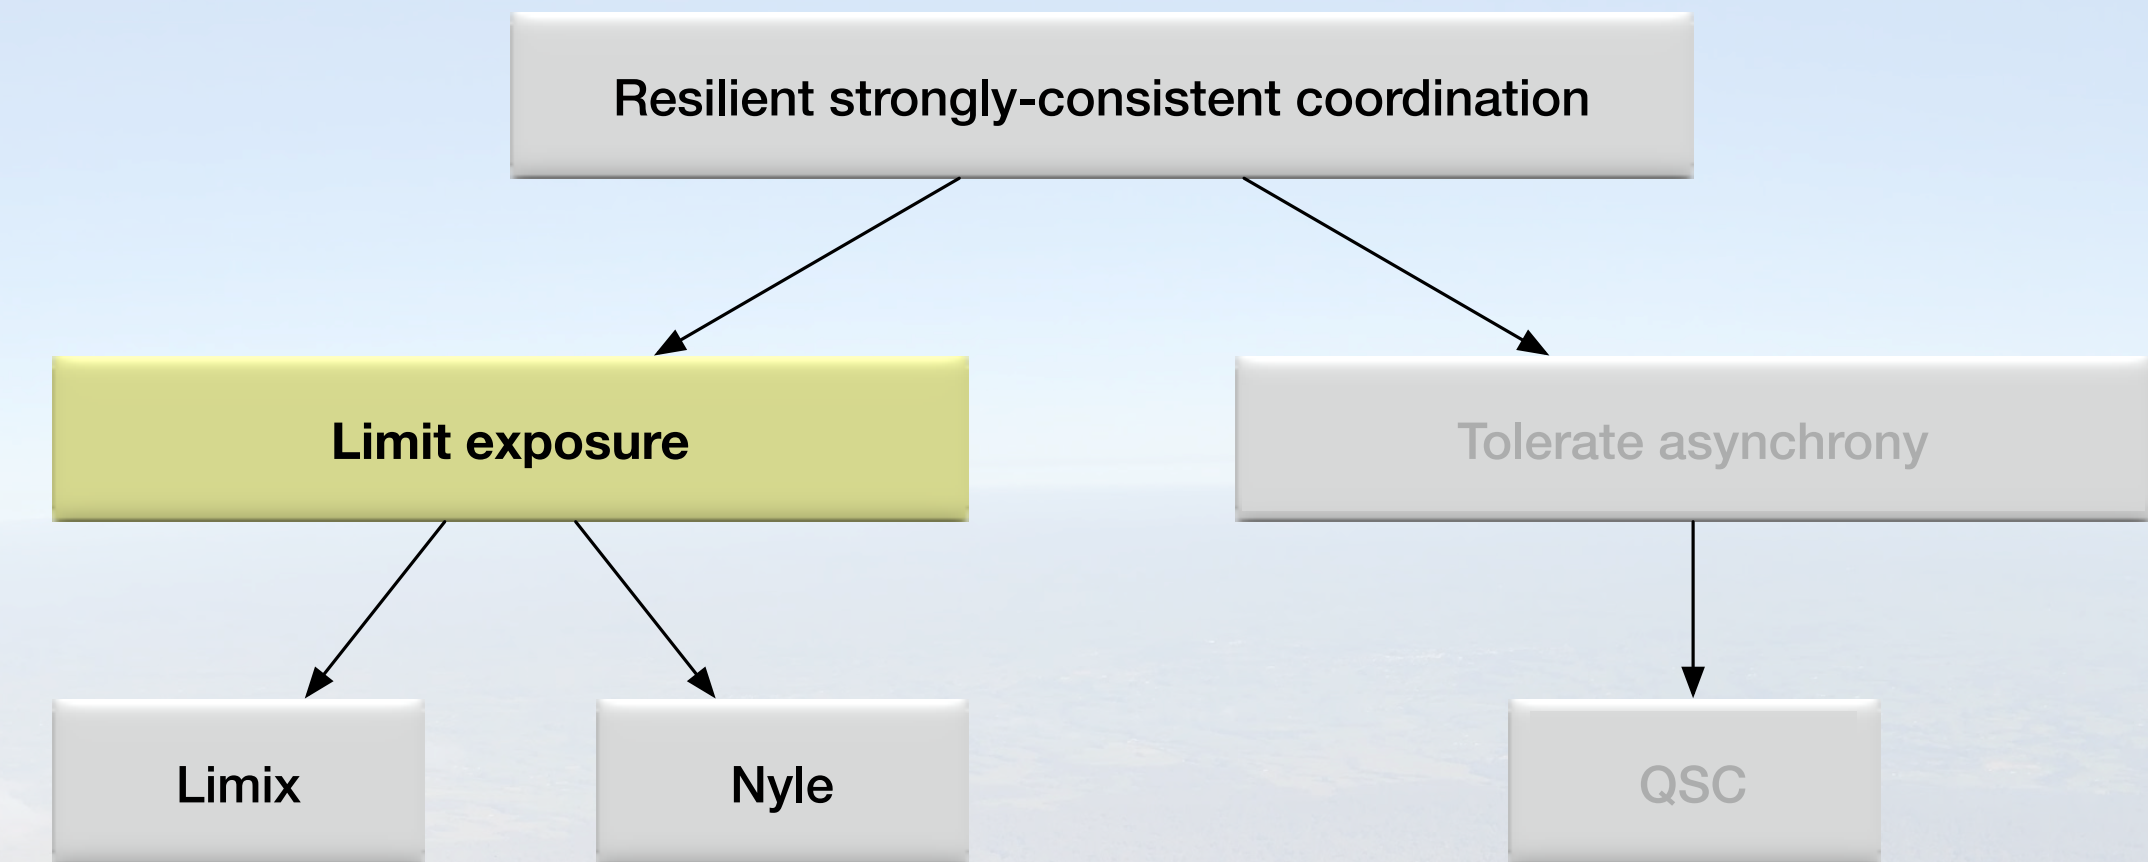 Resilient strongly-consistent coordination
Limit exposure
Tolerate asynchrony
Limix
Nyle
QSC